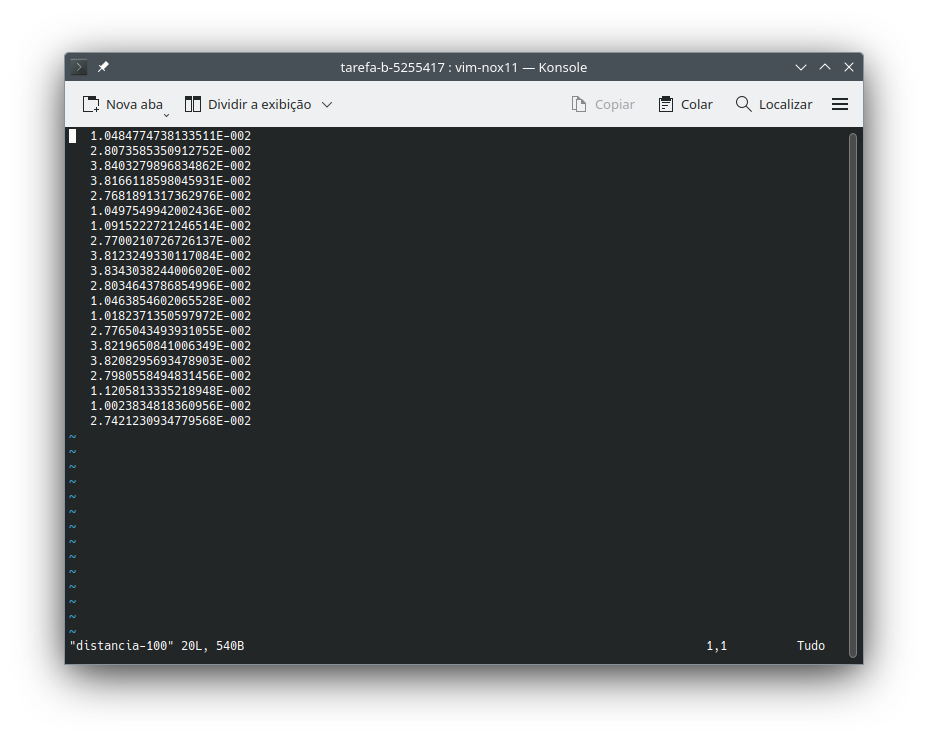 tarefa-b-5255417 : vim-nox11 — Konsole
Nova aba Dividir a exibição Copiar Colar Localizar
1.0484774738133511E-002
2.8073585350912752E-002
3.8403279896834862E-002
3.8166118598045931E-002
2.7681891317362976E-002
1.0497549942002436E-002
1.0915222721246514E-002
2.7700210726726137E-002
3.8123249330117084E-002
3.8343038244006020E-002
2.8034643786854996E-002
1.0463854602065528E-002
1.0182371350597972E-002
2.7765043493931055E-002
3.8219650841006349E-002
3.8208295693478903E-002
2.7980558494831456E-002
1.1205813335218948E-002
1.0023834818360956E-002
2.7421230934779568E-002
~
~
~
~
~
~
~
~
~
~
~
~
~
~
"distancia-100" 20L, 540B 1,1 Tudo